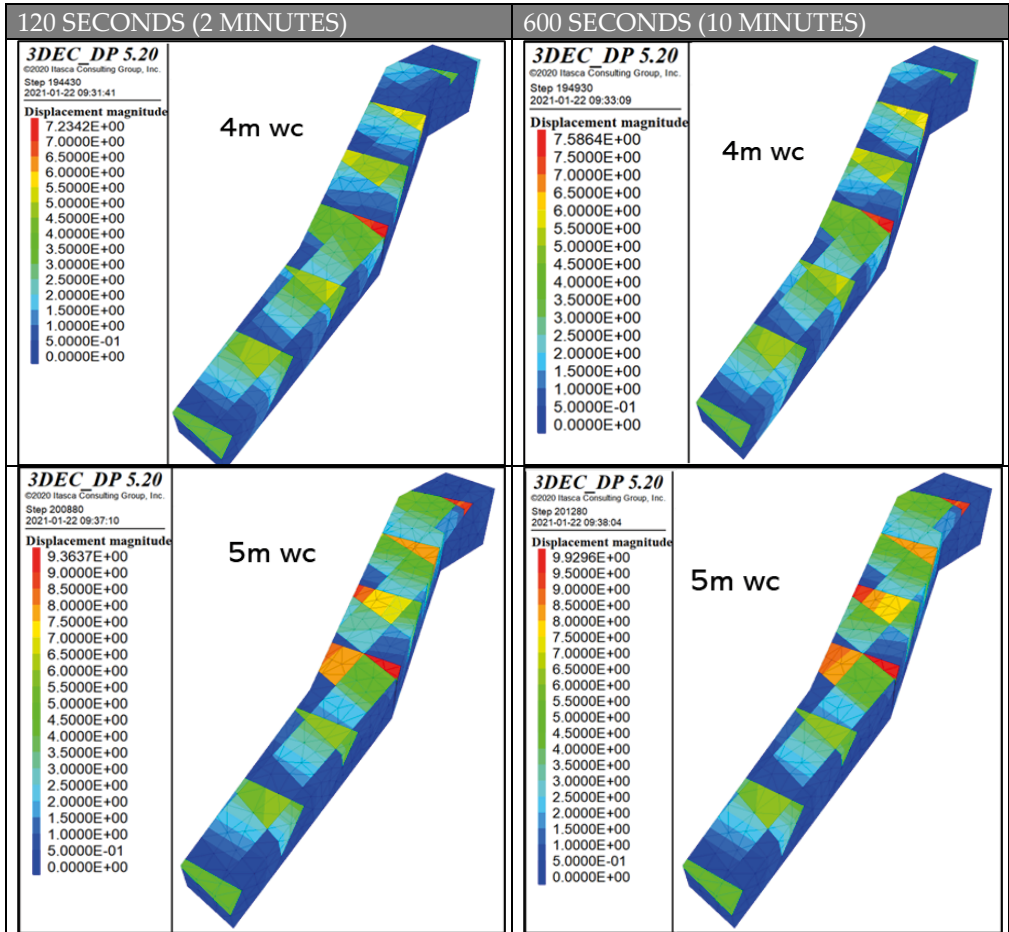 120 SECONDS (2 MINUTES)
600 SECONDS (10 MINUTES)
3DEC_DP 5.20
©2020 Itasca Consulting Group, Inc.
Step 194430
2021-01-22 09:31:41
Displacement magnitude
7.2342E+00
7.0000E+00
6.5000E+00
6.0000E+00
5.5000E+00
5.0000E+00
4.5000E+00
4.0000E+00
3.5000E+00
3.0000E+00
2.5000E+00
2.0000E+00
1.5000E+00
1.0000E+00
5.0000E-01
0.0000E+00
4m wc
3DEC_DP 5.20
©2020 Itasca Consulting Group, Inc.
Step 194930
2021-01-22 09:33:09
Displacement magnitude
7.5864E+00
7.5000E+00
7.0000E+00
6.5000E+00
6.0000E+00
5.5000E+00
5.0000E+00
4.5000E+00
4.0000E+00
3.5000E+00
3.0000E+00
2.5000E+00
2.0000E+00
1.5000E+00
1.0000E+00
5.0000E-01
0.0000E+00
4m wc
3DEC_DP 5.20
©2020 Itasca Consulting Group, Inc.
Step 200880
2021-01-22 09:37:10
Displacement magnitude
9.3637E+00
9.0000E+00
8.5000E+00
8.0000E+00
7.5000E+00
7.0000E+00
6.5000E+00
6.0000E+00
5.5000E+00
5.0000E+00
4.5000E+00
4.0000E+00
3.5000E+00
3.0000E+00
2.5000E+00
2.0000E+00
1.5000E+00
1.0000E+00
5.0000E-01
0.0000E+00
5m wc
3DEC_DP 5.20
©2020 Itasca Consulting Group, Inc.
Step 201280
2021-01-22 09:38:04
Displacement magnitude
9.9296E+00
9.5000E+00
9.0000E+00
8.5000E+00
8.0000E+00
7.5000E+00
7.0000E+00
6.5000E+00
6.0000E+00
5.5000E+00
5.0000E+00
4.5000E+00
4.0000E+00
3.5000E+00
3.0000E+00
2.5000E+00
2.0000E+00
1.5000E+00
1.0000E+00
5.0000E-01
0.0000E+00
5m wc